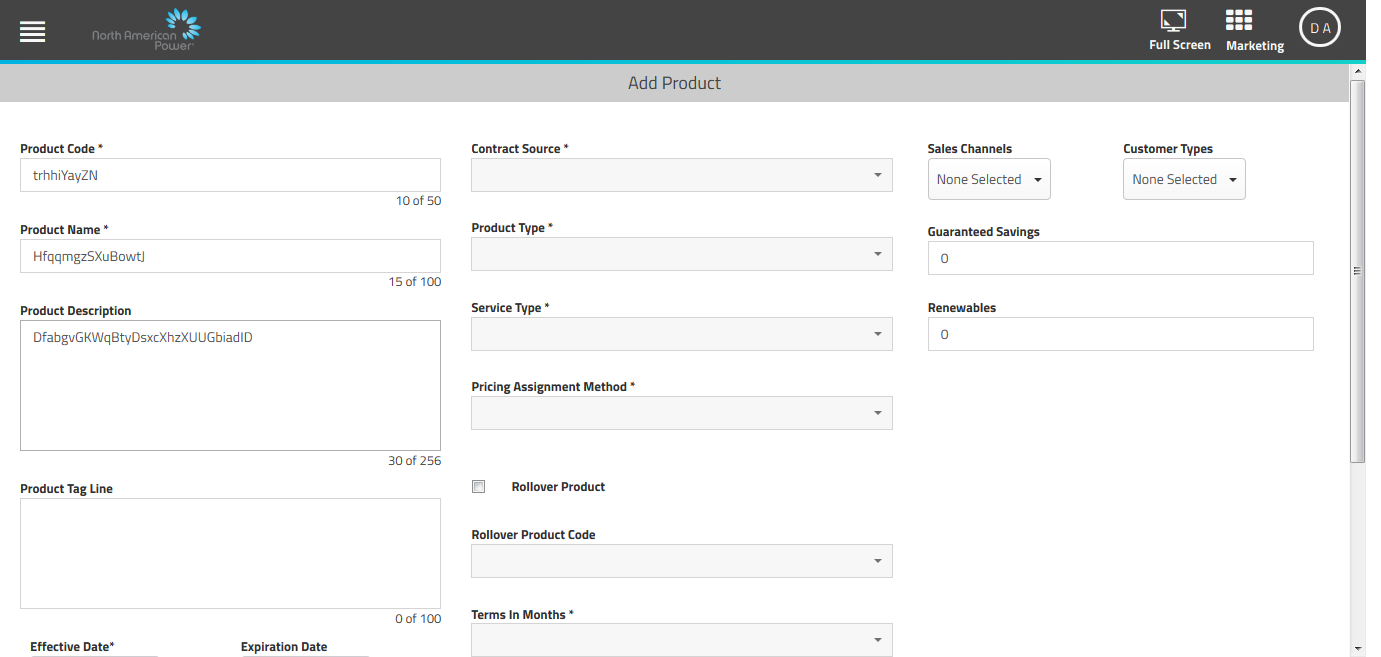 North American
Power
Full Screen
Marketing
D A
Add Product
Product Code *
trhhiYayZN
10 of 50
Product Name *
HfqqmgzSXuBowtJ
15 of 100
Product Description
DfabgvGKWqBtyDsxcXhzXUUGbiadID
30 of 256
Product Tag Line
0 of 100
Effective Date*
Expiration Date
Contract Source *
Product Type *
Service Type *
Pricing Assignment Method *
Rollover Product
Rollover Product Code
Terms In Months *
Sales Channels
None Selected
Customer Types
None Selected
Guaranteed Savings
0
Renewables
0